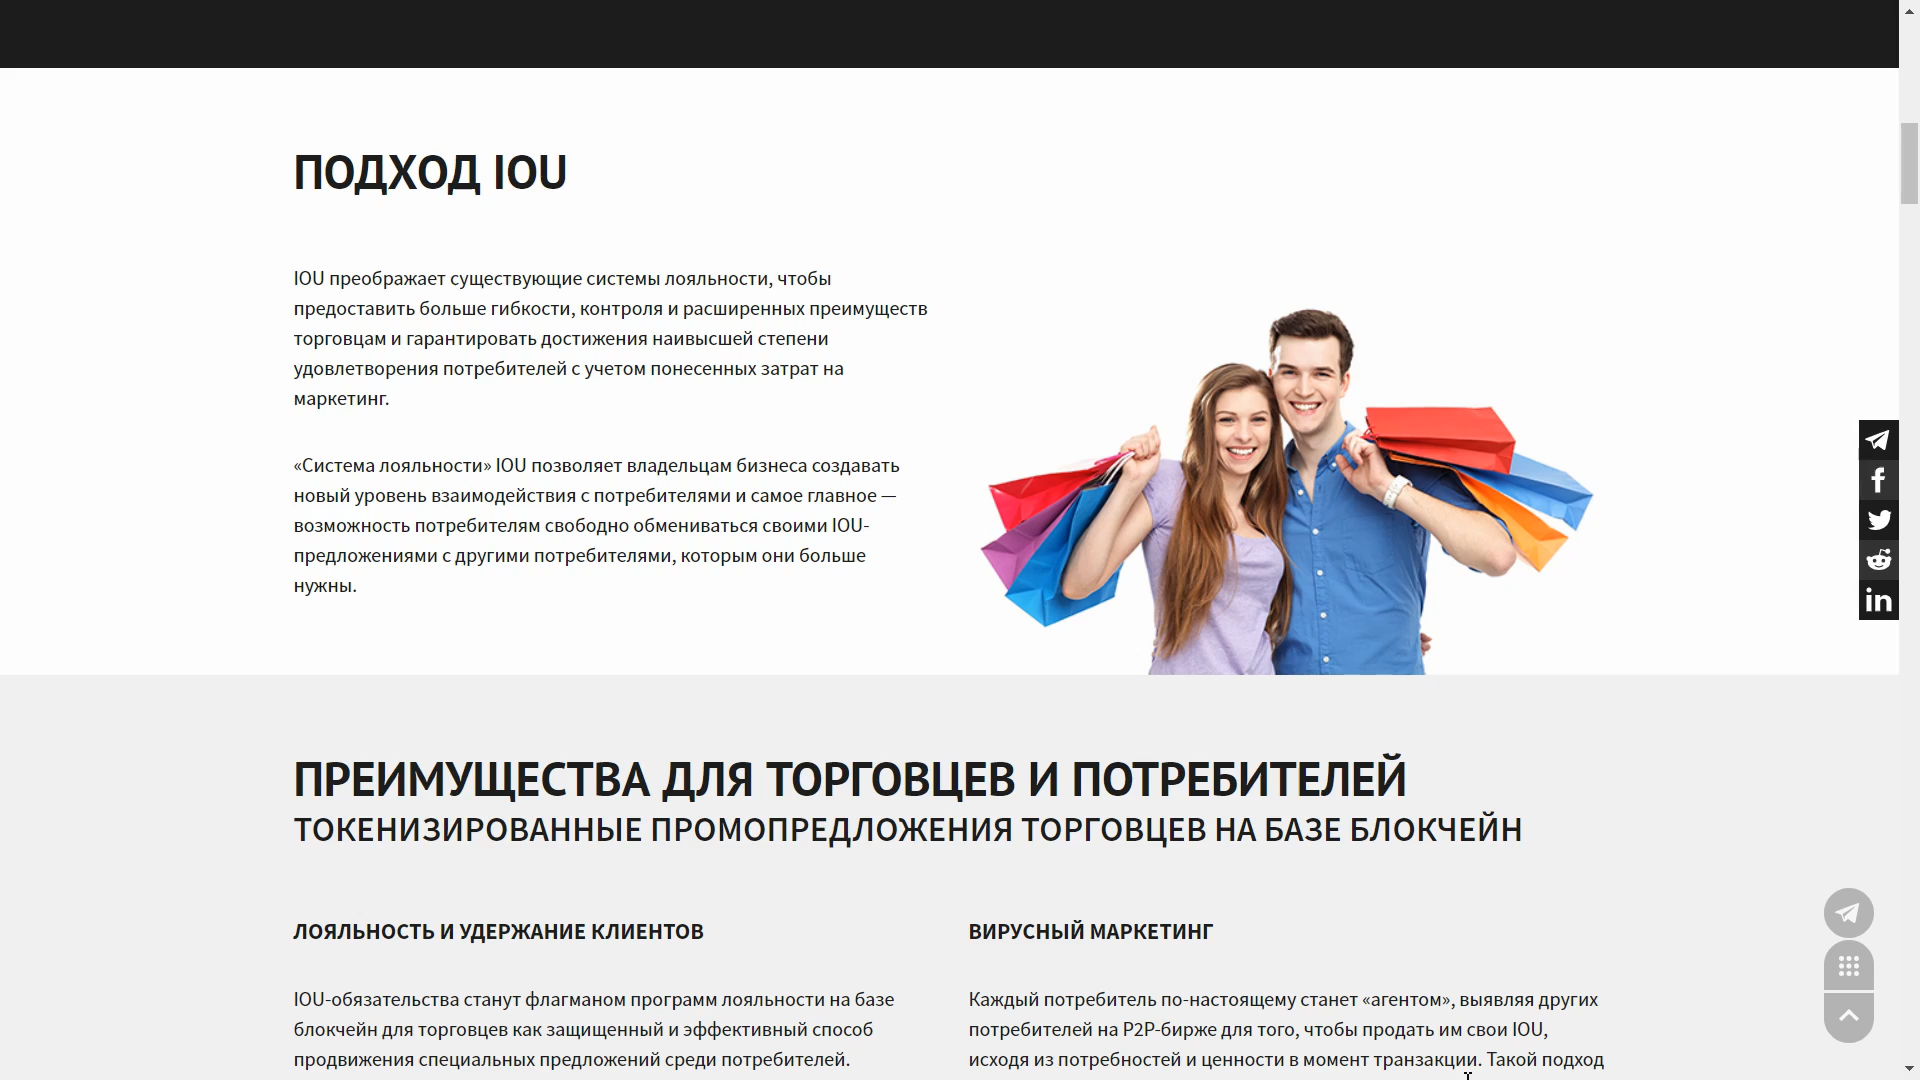 ПОДХОД IOU
IOU преображает существующие системы лояльности, чтобы
предоставить больше гибкости, контроля и расширенных преимуществ
торговцам и гарантировать достижения наивысшей степени
удовлетворения потребителей с учетом понесенных затрат на
маркетинг.
«Система лояльности» IOU позволяет владельцам бизнеса создавать
новый уровень взаимодействия с потребителями и самое главное —
возможность потребителям свободно обмениваться своими IOU-
предложениями с другими потребителями, которым они больше
нужны.
ПРЕИМУЩЕСТВА ДЛЯ ТОРГОВЦЕВ И ПОТРЕБИТЕЛЕЙ
ТОКЕНИЗИРОВАННЫЕ ПРОМОПРЕДЛОЖЕНИЯ ТОРГОВЦЕВ НА БАЗЕ БЛОКЧЕЙН
ЛОЯЛЬНОСТЬ И УДЕРЖАНИЕ КЛИЕНТОВ
IOU-обязательства станут флагманом программ лояльности на базе
блокчейн для торговцев как защищенный и эффективный способ
продвижения специальных предложений среди потребителей.
ВИРУСНЫЙ МАРКЕТИНГ
Каждый потребитель по-настоящему станет «агентом», выявляя других
потребителей на P2P-бирже для того, чтобы продать им свои IOU,
исходя из потребностей и ценности в момент транзакции. Такой подход